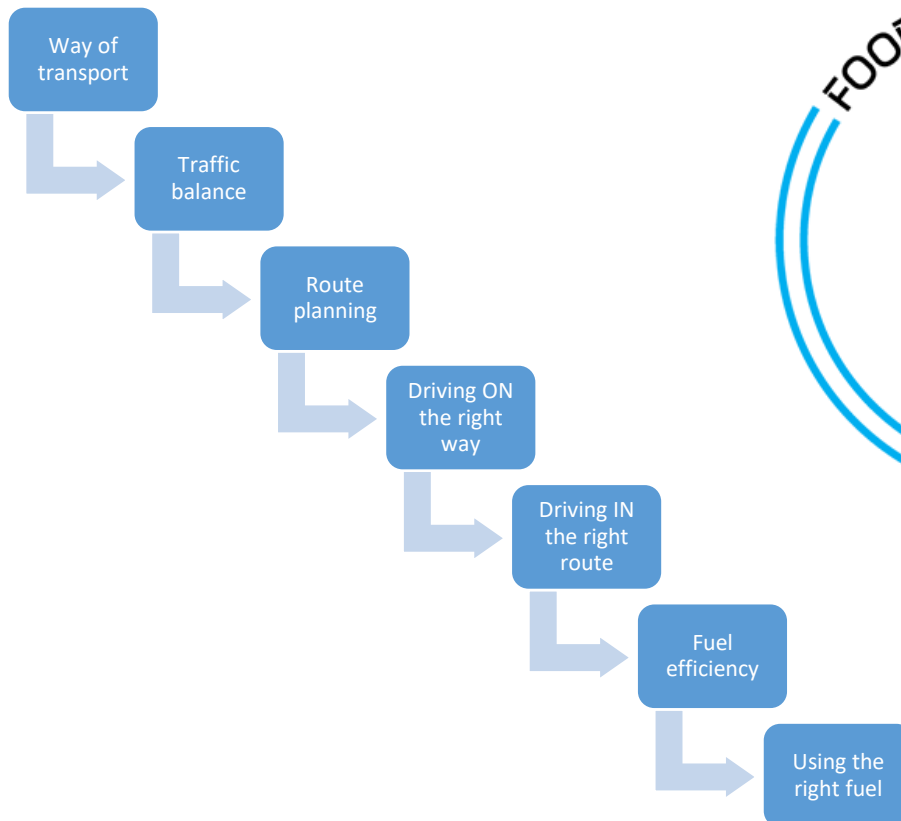 Way of
transport
Traffic
balance
Route
planning
Driving ON
the right
way
Driving IN
the right
route
Fuel
efficiency
Using the
right fuel